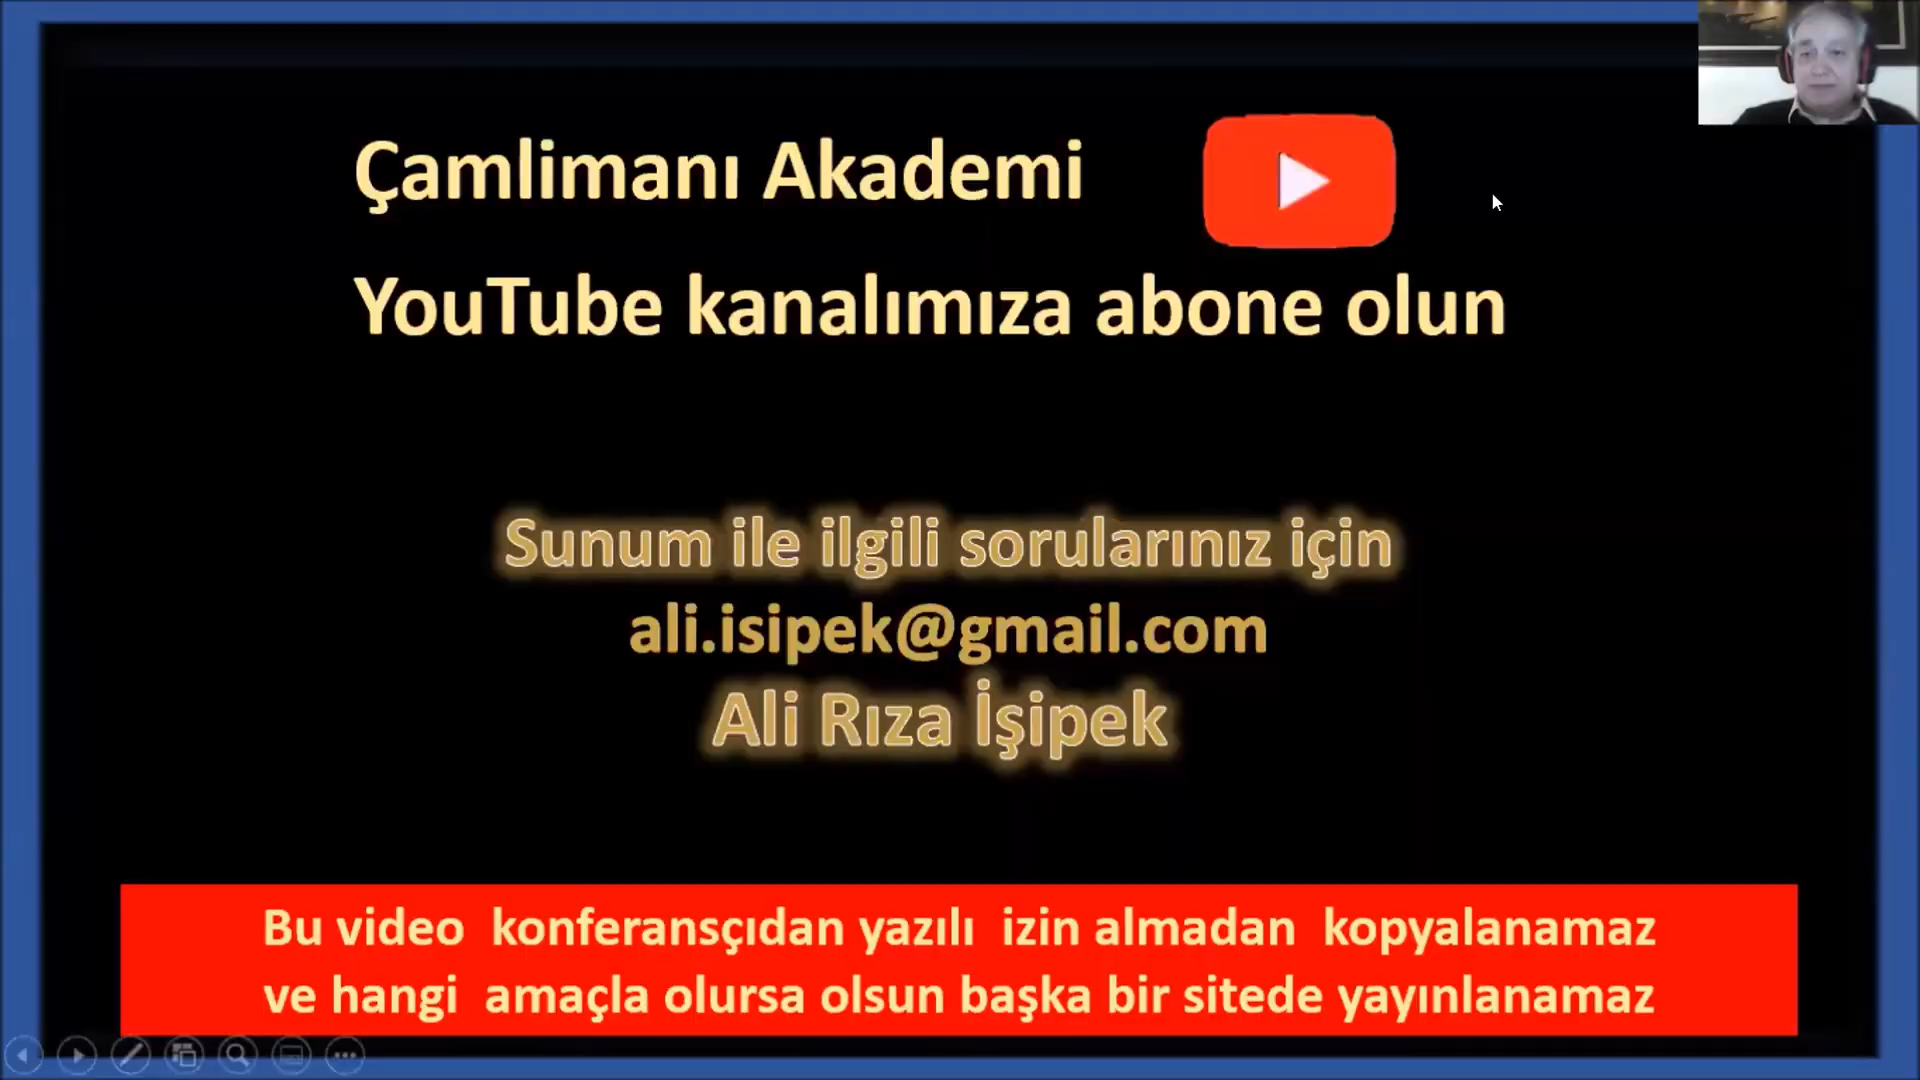 Çamlimanı Akademi
YouTube kanalımıza abone olun
Sunum ile ilgili sorularınız için
ali.isipek@gmail.com
Ali Rıza İşipek
Bu video konferansçıdan yazılı izin almadan kopyalanamaz
ve hangi amaçla olursa olsun başka bir sitede yayınlanamaz